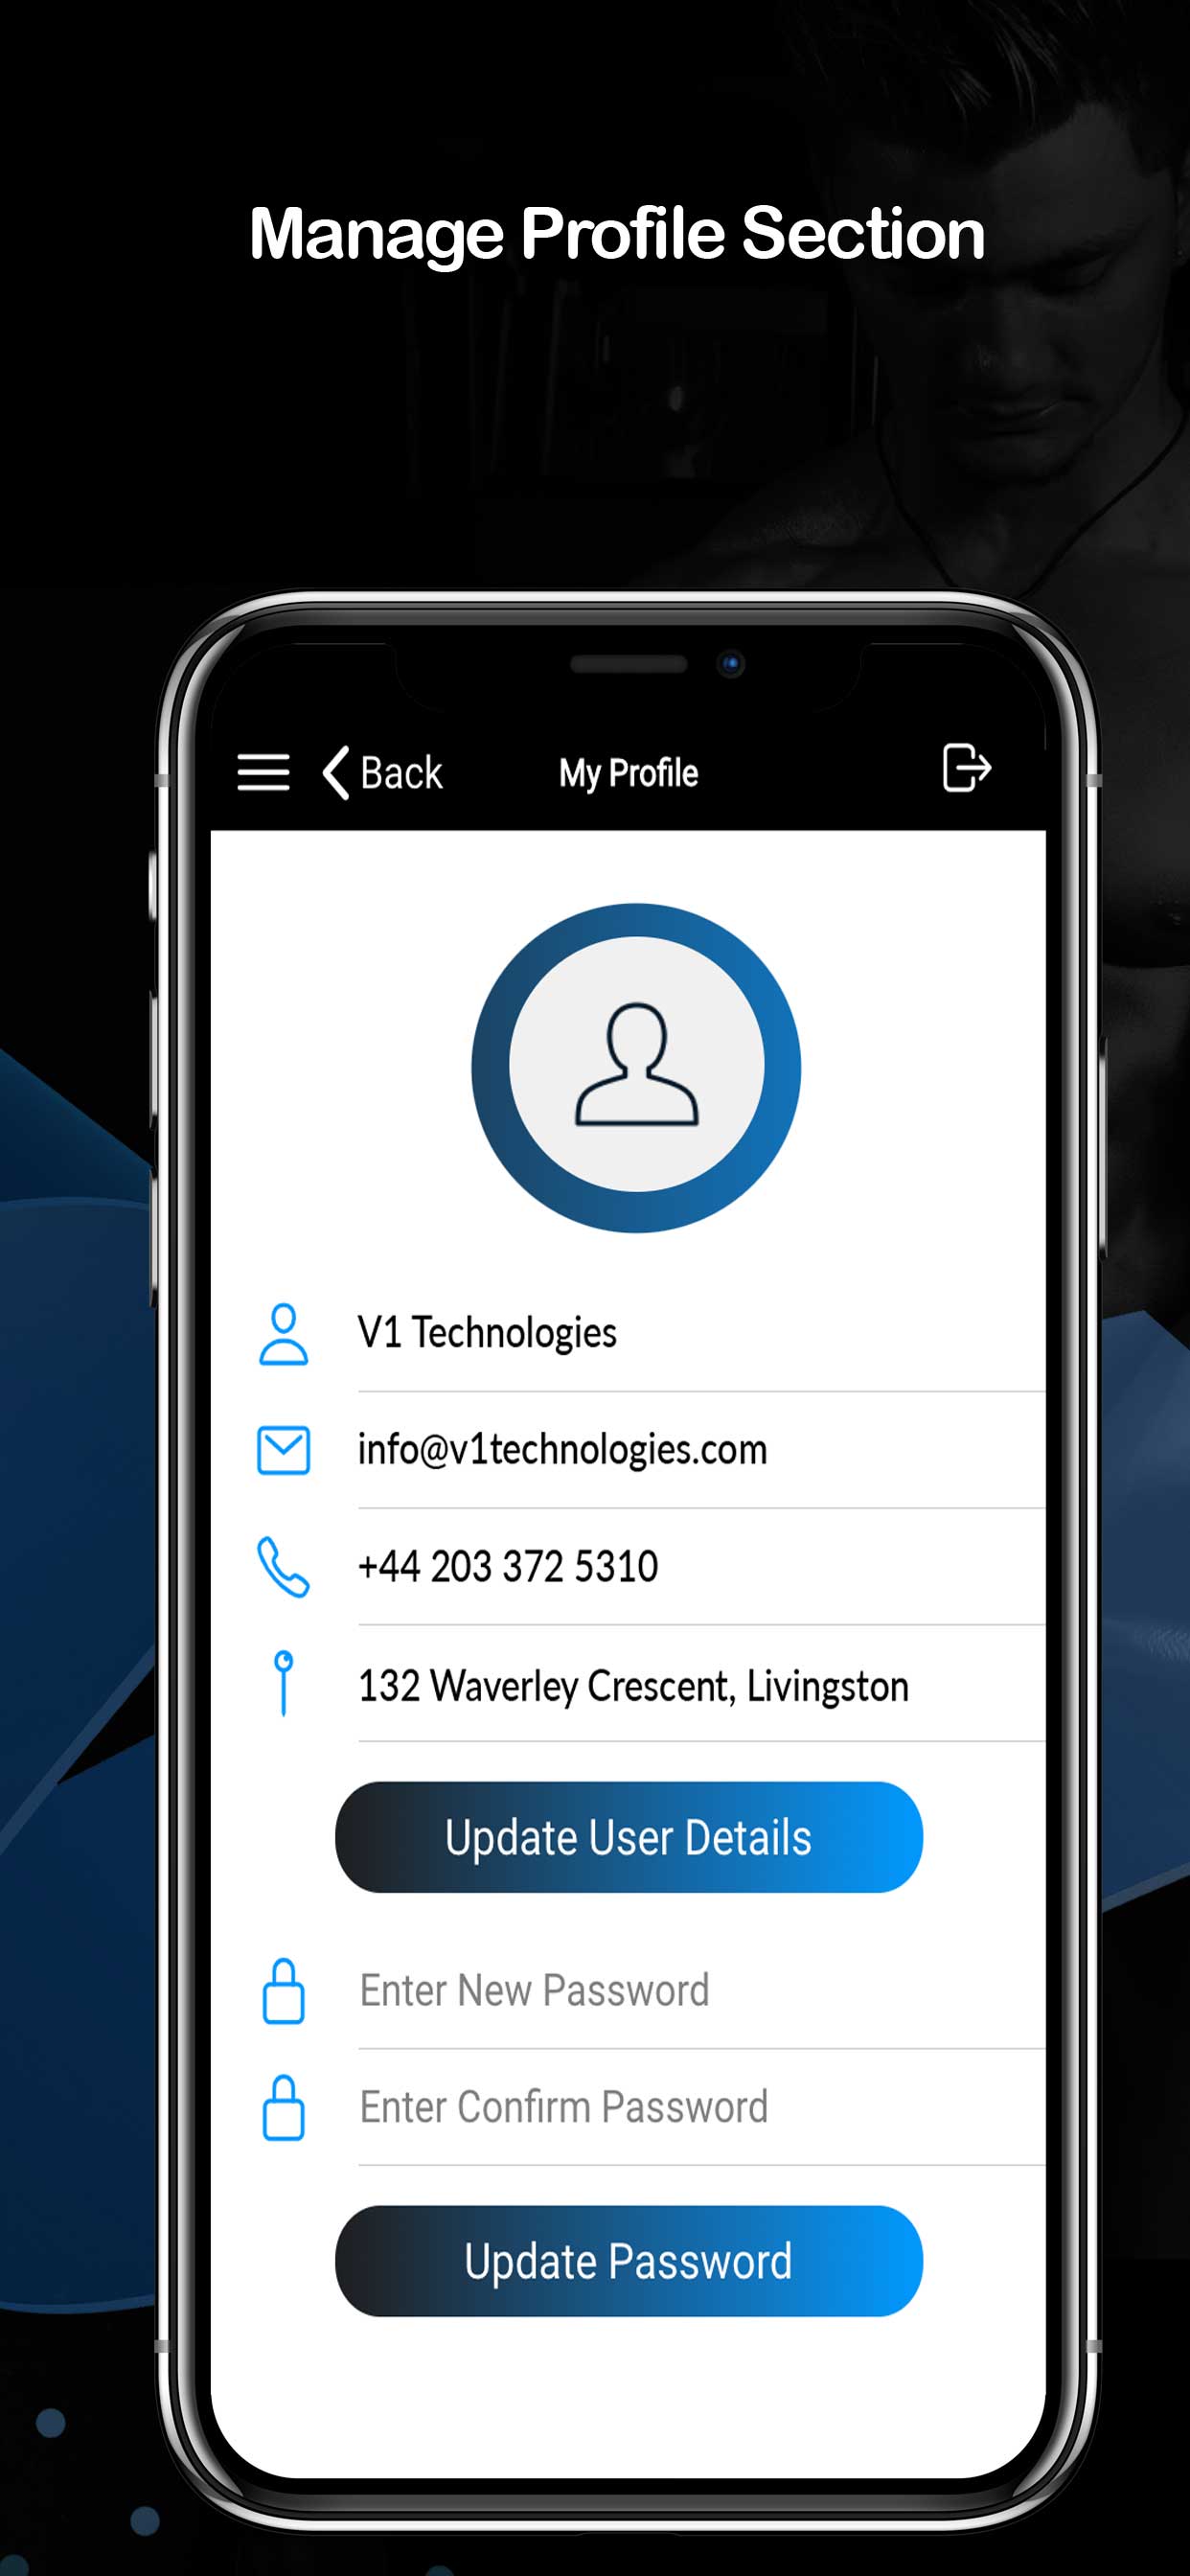 Manage Profile Section
Back
My Profile
V1 Technologies
info@v1technologies.com
+44 203 372 5310
132 Waverley Crescent, Livingston
Update User Details
Enter New Password
Enter Confirm Password
Update Password